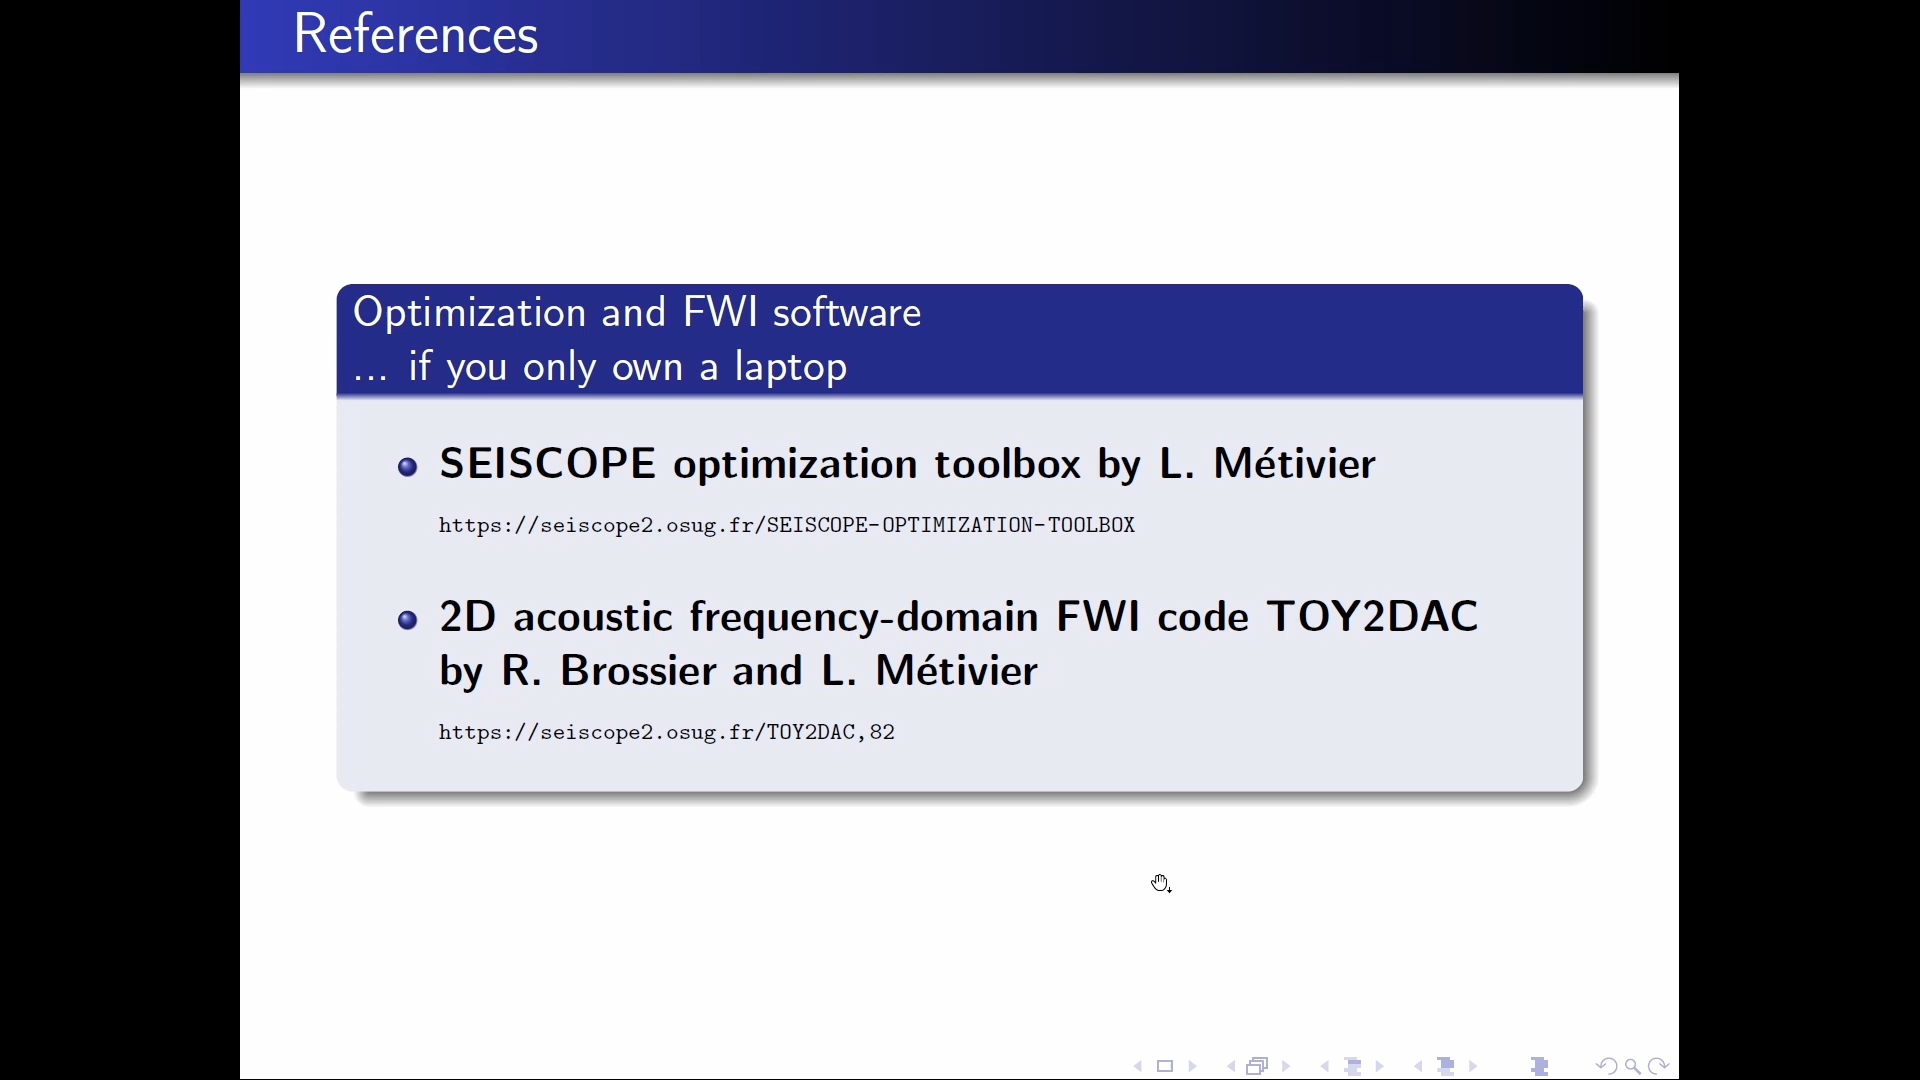 References
Optimization and FWI software
... if you only own a laptop
SEISCOPE optimization toolbox by L. Métivier
https://seiscope2.osug.fr/SEISCOPE-OPTIMIZATION-TOOLBOX
2D acoustic frequency-domain FWI code TOY2DAC
by R. Brossier and L. Métivier
https://seiscope2.osug.fr/TOY2DAC,82